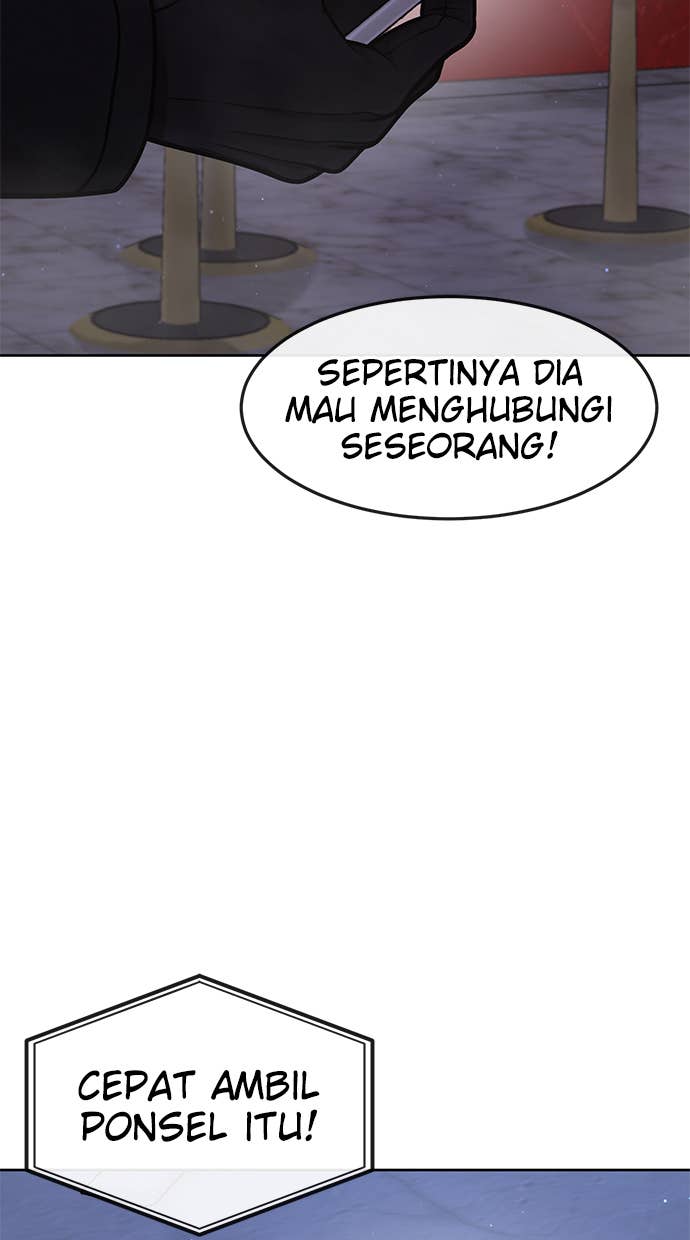 SEPERTINYA DIA
MAU MENGHUBUNGI
SESEORANG!
CEPAT AMBIL
PONSEL ITU!